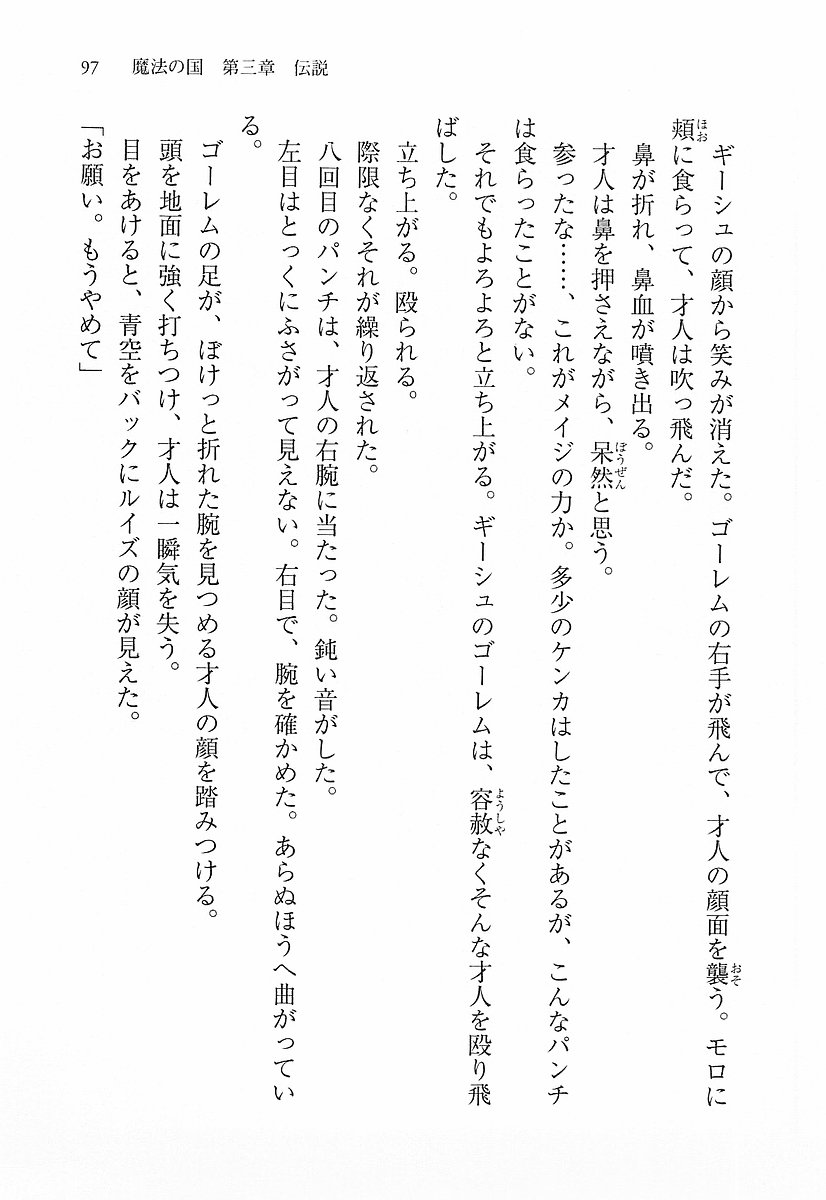 97　魔法の国　第三章　伝説
　ギーシュの顔から笑みが消えた。ゴーレムの右手が飛んで、才人の顔面を襲う。モロに
頬に食らって、才人は吹っ飛んだ。
　鼻が折れ、鼻血が噴き出る。
　才人は鼻を押さえながら、呆然と思う。
　参ったな……、これがメイジの力か。多少のケンカはしたことがあるが、こんなパンチ
は食らったことがない。
　それでもよろよろと立ち上がる。ギーシュのゴーレムは、容赦なくそんな才人を殴り飛
ばした。
　立ち上がる。殴られる。
　際限なくそれが繰り返された。
　八回目のパンチは、才人の右腕に当たった。鈍い音がした。
　左目はとっくにふさがって見えない。右目で、腕を確かめた。あらぬほうへ曲がってい
る。
　ゴーレムの足が、ぼけっと折れた腕を見つめる才人の顔を踏みつける。
　頭を地面に強く打ちつけ、才人は一瞬気を失う。
　目をあけると、青空をバックにルイズの顔が見えた。
「お願い。もうやめて」